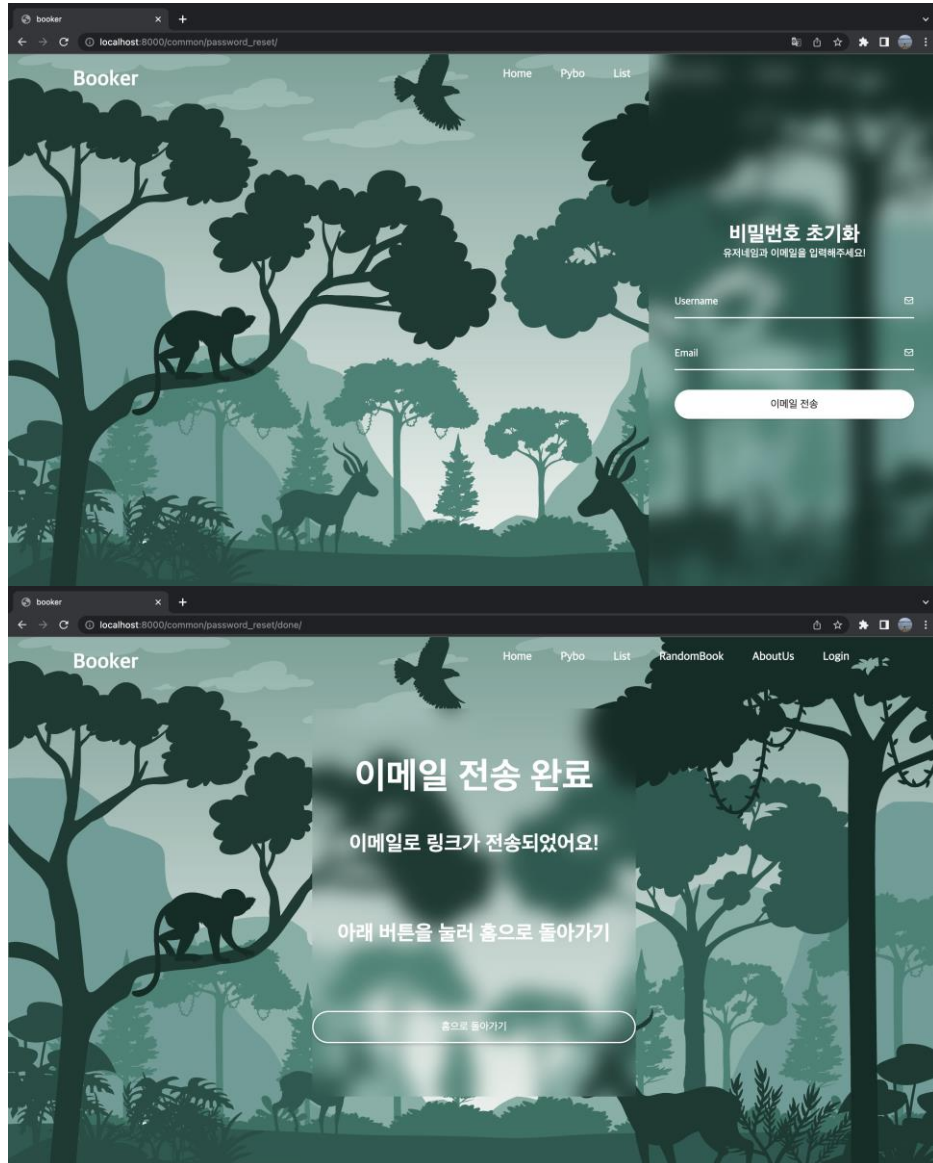 booker
localhost:8000/common/password_reset/
Booker
Home Pybo List
비밀번호 초기화
유저네임과 이메일을 입력해주세요!
Username
Email
이메일 전송
booker
localhost:8000/common/password_reset/done/
Booker
Home Pybo List RandomBook AboutUs Login
이메일 전송 완료
이메일로 링크가 전송되었어요!
아래 버튼을 눌러 홈으로 돌아가기
홈으로 돌아가기